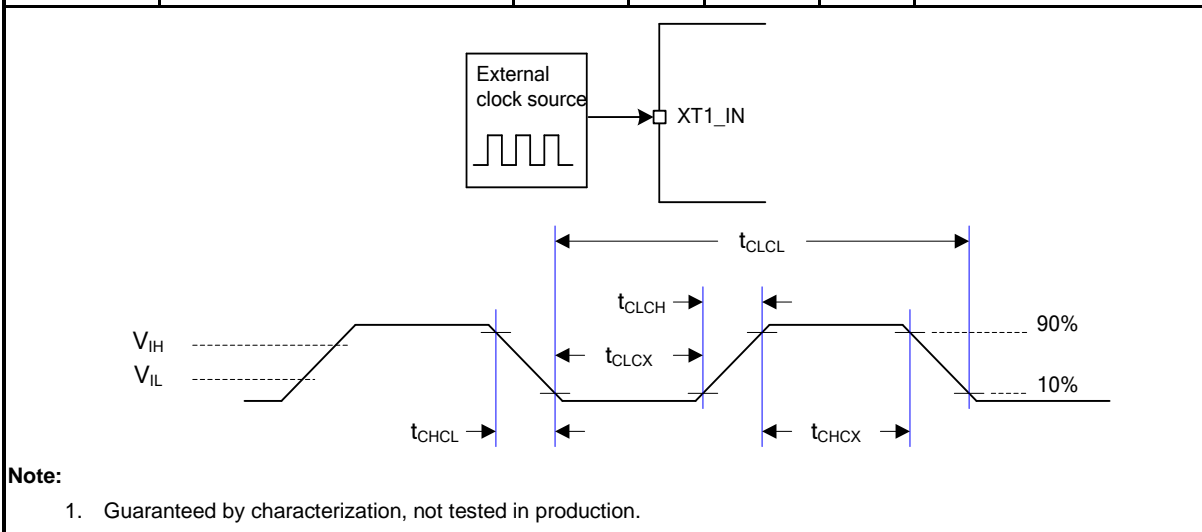 External
clock source
XT1_IN
tCLCL
tCLCH
90%
VIH
tCLCX
VIL
10%
tCHCL
tCHCX
Note:
1. Guaranteed by characterization, not tested in production.